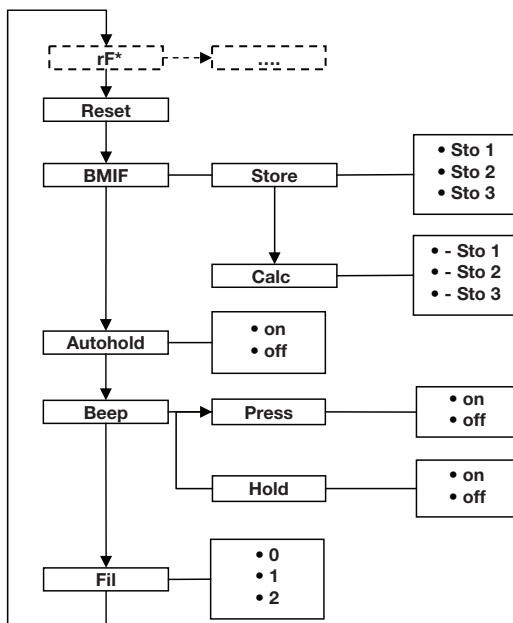 rF*
....
Reset
BMIF
Store
• Sto 1
• Sto 2
• Sto 3
Calc
• - Sto 1
• - Sto 2
• - Sto 3
Autohold
• on
• off
Beep
Press
• on
• off
Hold
• on
• off
Fil
• 0
• 1
• 2